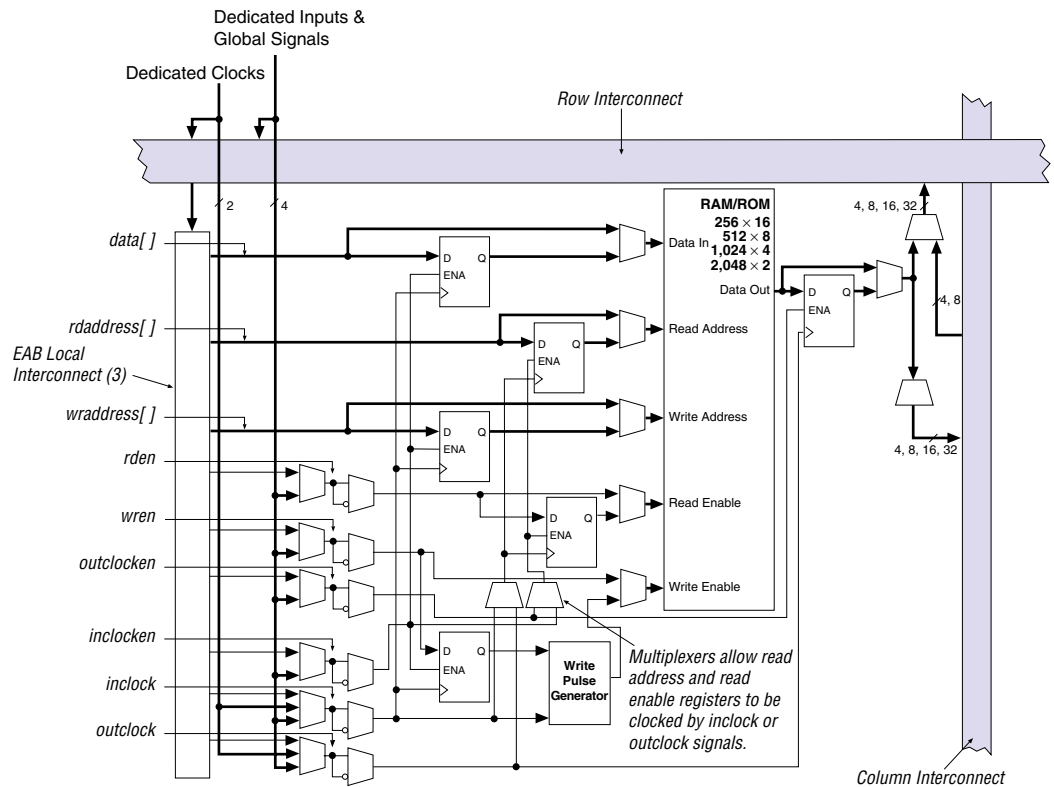 Dedicated Inputs &
Global Signals
Dedicated Clocks
Row Interconnect
2
4
RAM/ROM
256 × 16
512 × 8
1,024 × 4
2,048 × 2
4, 8, 16, 32
data[ ]
D
Q
ENA
Data In
Data Out
D
Q
ENA
4, 8
rdaddress[ ]
D
Q
ENA
Read Address
EAB Local
Interconnect (3)
wraddress[ ]
D
Q
ENA
Write Address
4, 8, 16, 32
rden
Read Enable
D
Q
ENA
wren
outclocken
Write Enable
inclocken
D
Q
ENA
Write
Pulse
Generator
Multiplexers allow read
address and read
enable registers to be
clocked by inclock or
outclock signals.
inclock
outclock
Column Interconnect